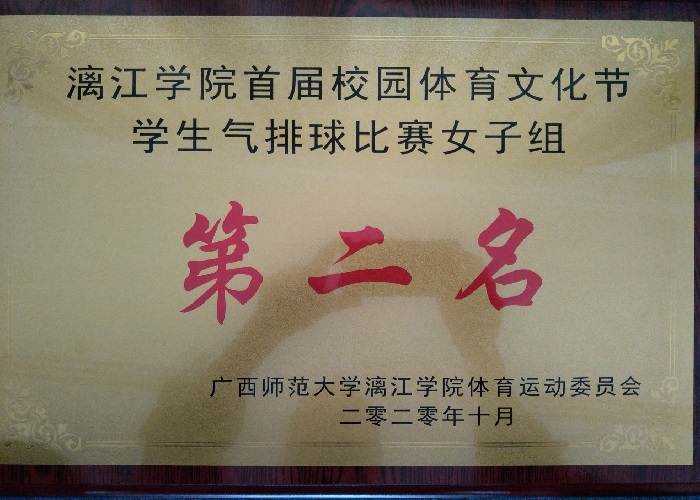 漓江学院首届校园体育文化节
学生气排球比赛女子组
第二名
广西师范大学漓江学院体育运动委员会
二零二零年十月